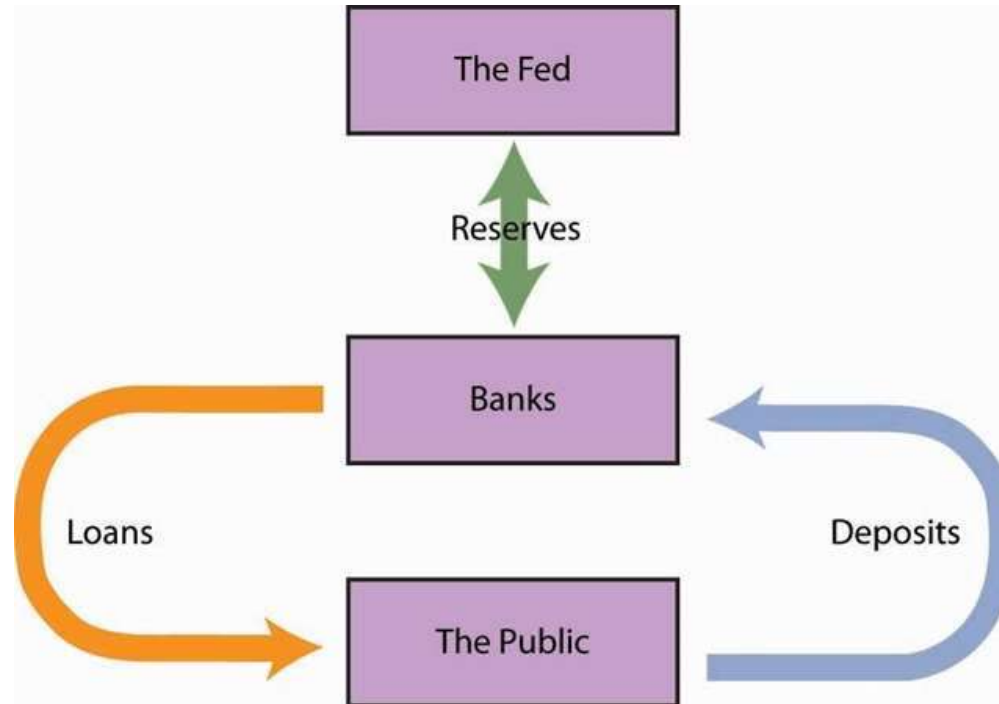 The Fed
Reserves
Banks
Loans
Deposits
The Public